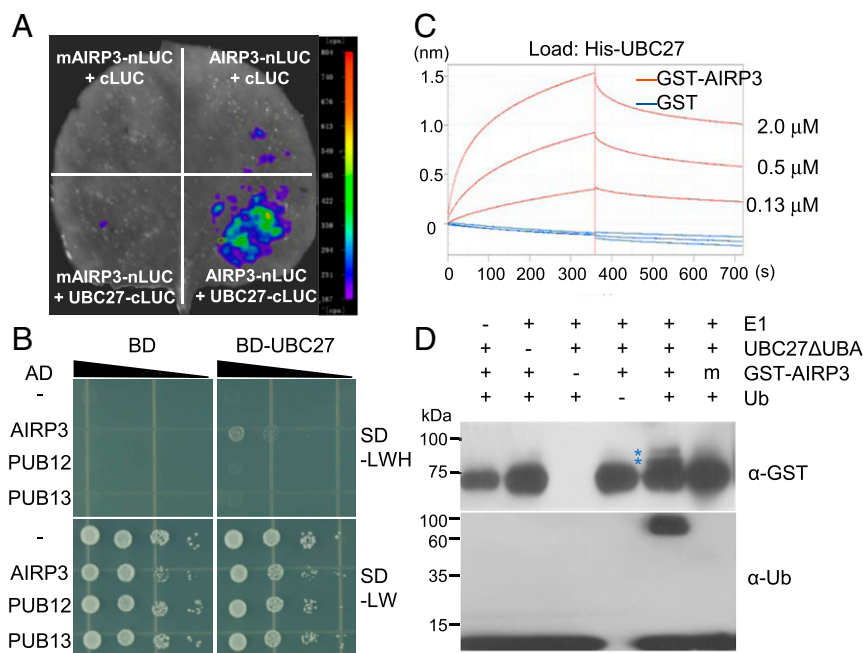 A
mAIRP3-nLUC
+ cLUC
AIRP3-nLUC
+ cLUC
mAIRP3-nLUC
+ UBC27-cLUC
AIRP3-nLUC
+ UBC27-cLUC
C
(nm)
Load: His-UBC27
GST-AIRP3
GST
1.5
1.0
0.5
0
2.0 μM
0.5 μM
0.13 μM
0 100 200 300 400 500 600 700 (s)
B
BD BD-UBC27
AD
-
AIRP3
PUB12
PUB13
SD
-LWH
-
AIRP3
PUB12
PUB13
SD
-LW
D
- + + + + + E1
+ - + + + + UBC27ΔUBA
+ + - + + m GST-AIRP3
+ + + - + + Ub
kDa
100
75
*
*
α-GST
100
60
35
15
α-Ub